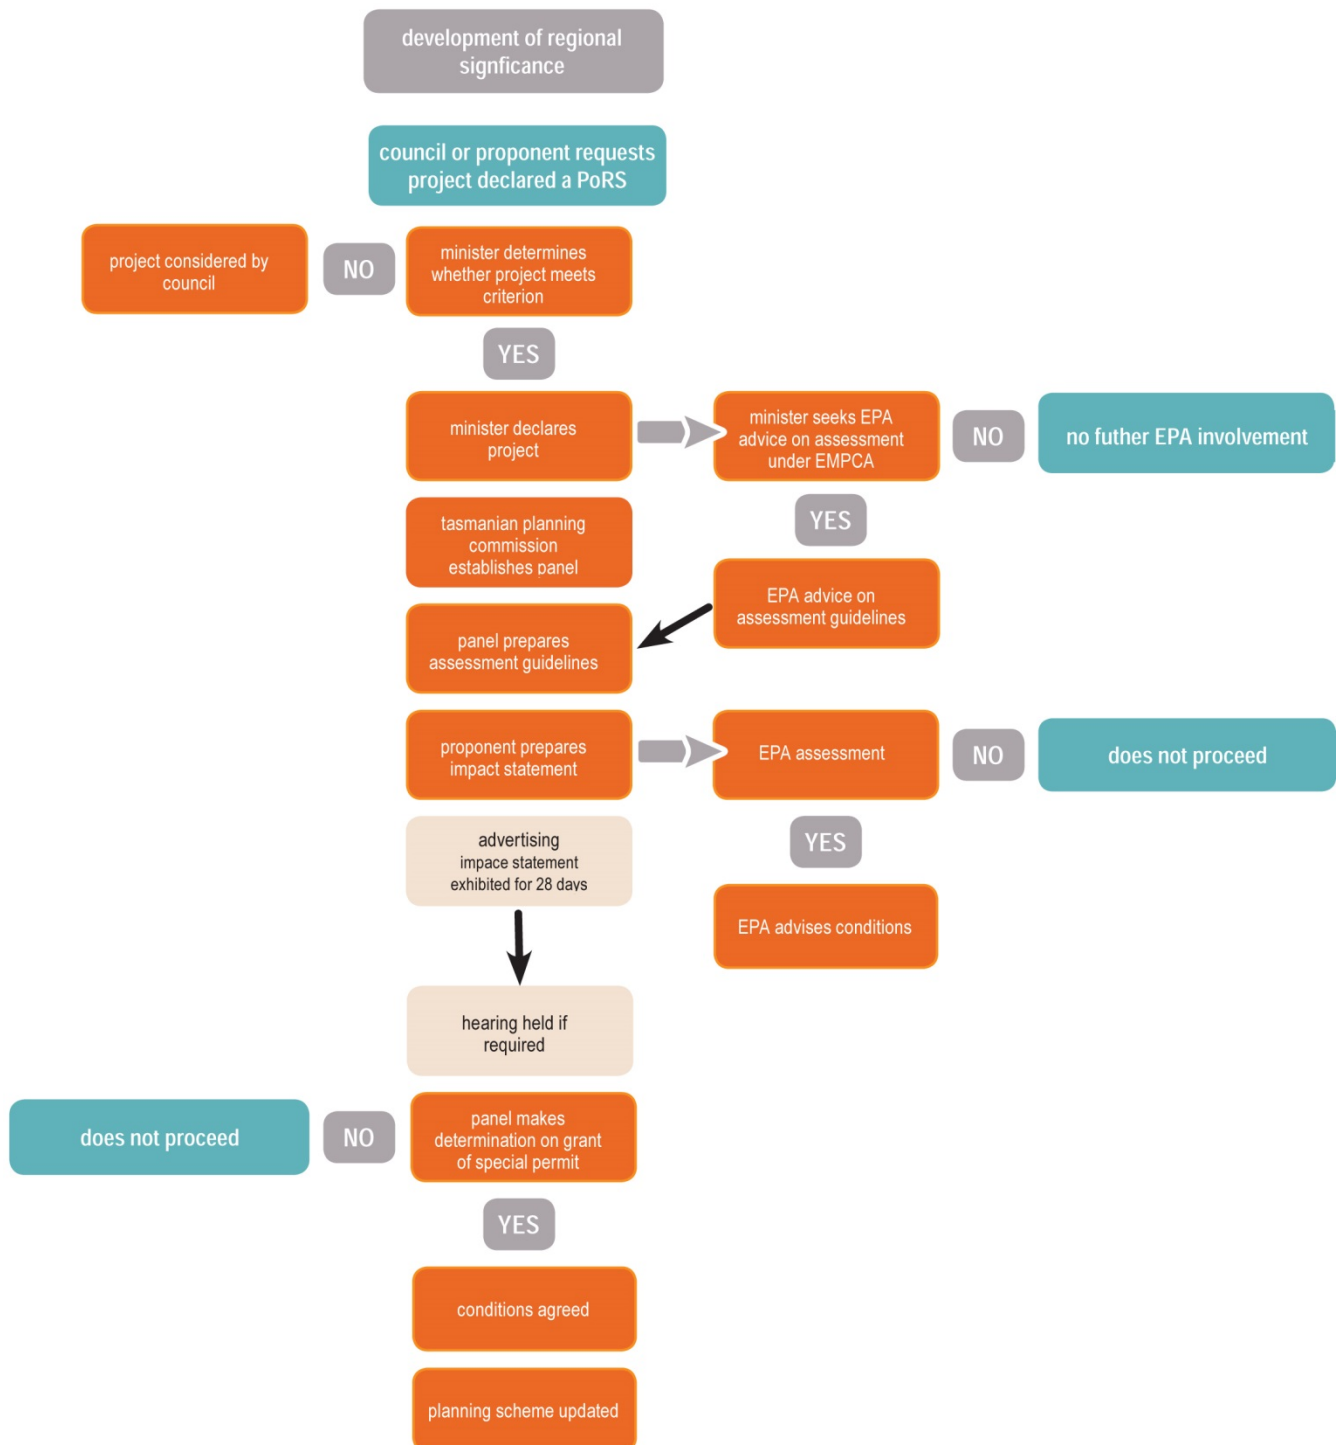 development of regional
signficance
council or proponent requests
project declared a PoRS
project considered by
council
NO
minister determines
whether project meets
criterion
YES
minister declares
project
minister seeks EPA
advice on assessment
under EMPCA
NO
no futher EPA involvement
tasmanian planning
commission
establishes panel
YES
EPA advice on
assessment guidelines
panel prepares
assessment guidelines
proponent prepares
impact statement
EPA assessment
NO
does not proceed
advertising
impace statement
exhibited for 28 days
YES
EPA advises conditions
hearing held if
required
does not proceed
NO
panel makes
determination on grant
of special permit
YES
conditions agreed
planning scheme updated